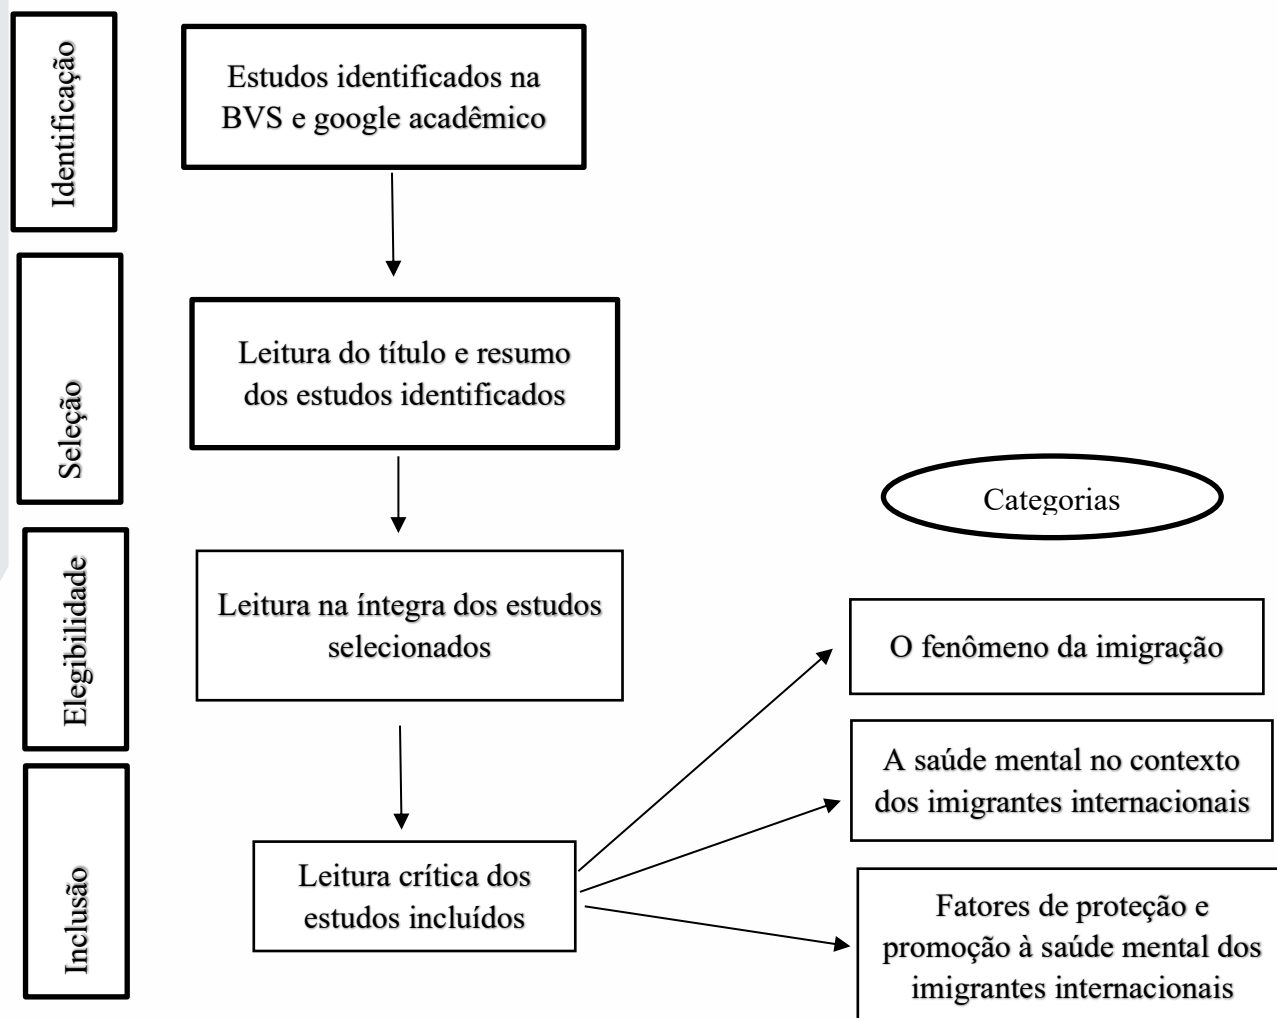 Identificação
Estudos identificados na
BVS e google acadêmico
Seleção
Leitura do título e resumo
dos estudos identificados
Elegibilidade
Leitura na íntegra dos estudos
selecionados
Inclusão
Leitura crítica dos
estudos incluídos
Categorias
O fenômeno da imigração
A saúde mental no contexto
dos imigrantes internacionais
Fatores de proteção e
promoção à saúde mental dos
imigrantes internacionais